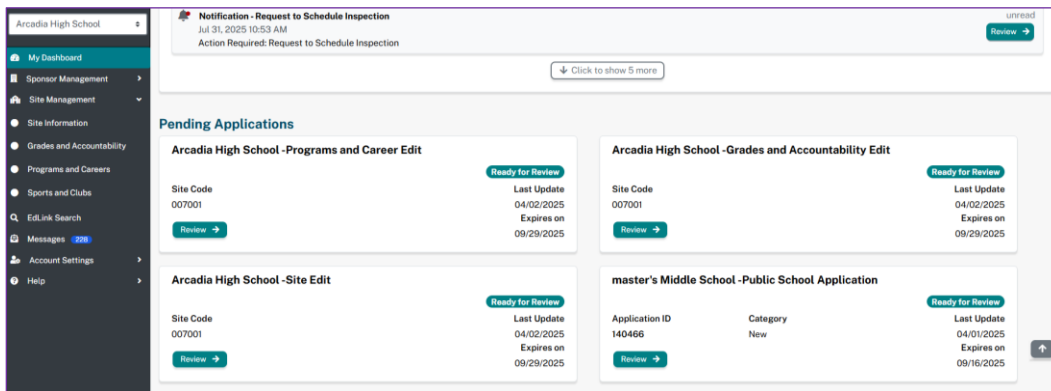 Arcadia High School
My Dashboard
Sponsor Management
Site Management
Site Information
Grades and Accountability
Programs and Careers
Sports and Clubs
EdLink Search
Messages 228
Account Settings
Help
Notification - Request to Schedule Inspection
unread
Jul 31, 2025 10:53 AM
Action Required: Request to Schedule Inspection
Review
Click to show 5 more
Pending Applications
Arcadia High School -Programs and Career Edit
Ready for Review
Site Code
Last Update
007001
04/02/2025
Expires on
09/29/2025
Review
Arcadia High School -Grades and Accountability Edit
Ready for Review
Site Code
Last Update
007001
04/02/2025
Expires on
09/29/2025
Review
Arcadia High School -Site Edit
Ready for Review
Site Code
Last Update
007001
04/02/2025
Expires on
09/29/2025
Review
master's Middle School -Public School Application
Ready for Review
Application ID
Category
Last Update
140466
New
04/01/2025
Expires on
09/16/2025
Review